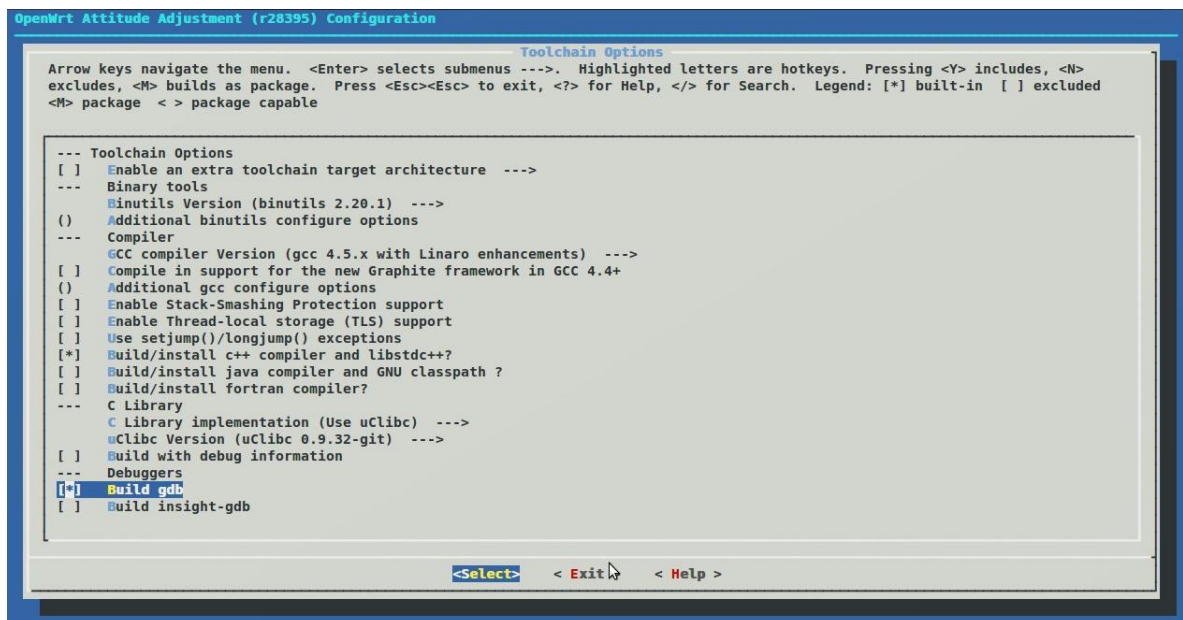 OpenWrt Attitude Adjustment (r28395) Configuration
Toolchain Options
Arrow keys navigate the menu.  <Enter> selects submenus --->.  Highlighted letters are hotkeys.  Pressing <Y> includes, <N>
excludes, <M> builds as package.  Press <Esc><Esc> to exit, <?> for Help, </> for Search.  Legend: [*] built-in  [ ] excluded
<M> package  < > package capable
--- Toolchain Options
[ ]   Enable an extra toolchain target architecture  --->
---   Binary tools
Binutils Version (binutils 2.20.1)  --->
()    Additional binutils configure options
---   Compiler
GCC compiler Version (gcc 4.5.x with Linaro enhancements)  --->
[ ]   Compile in support for the new Graphite framework in GCC 4.4+
()    Additional gcc configure options
[ ]   Enable Stack-Smashing Protection support
[ ]   Enable Thread-local storage (TLS) support
[ ]   Use setjump()/longjump() exceptions
[*]   Build/install c++ compiler and libstdc++?
[ ]   Build/install java compiler and GNU classpath ?
[ ]   Build/install fortran compiler?
---   C Library
C Library implementation (Use uClibc)  --->
uClibc Version (uClibc 0.9.32-git)  --->
[ ]   Build with debug information
---   Debuggers
[*]   Build gdb
[ ]   Build insight-gdb
<Select>    < Exit >    < Help >